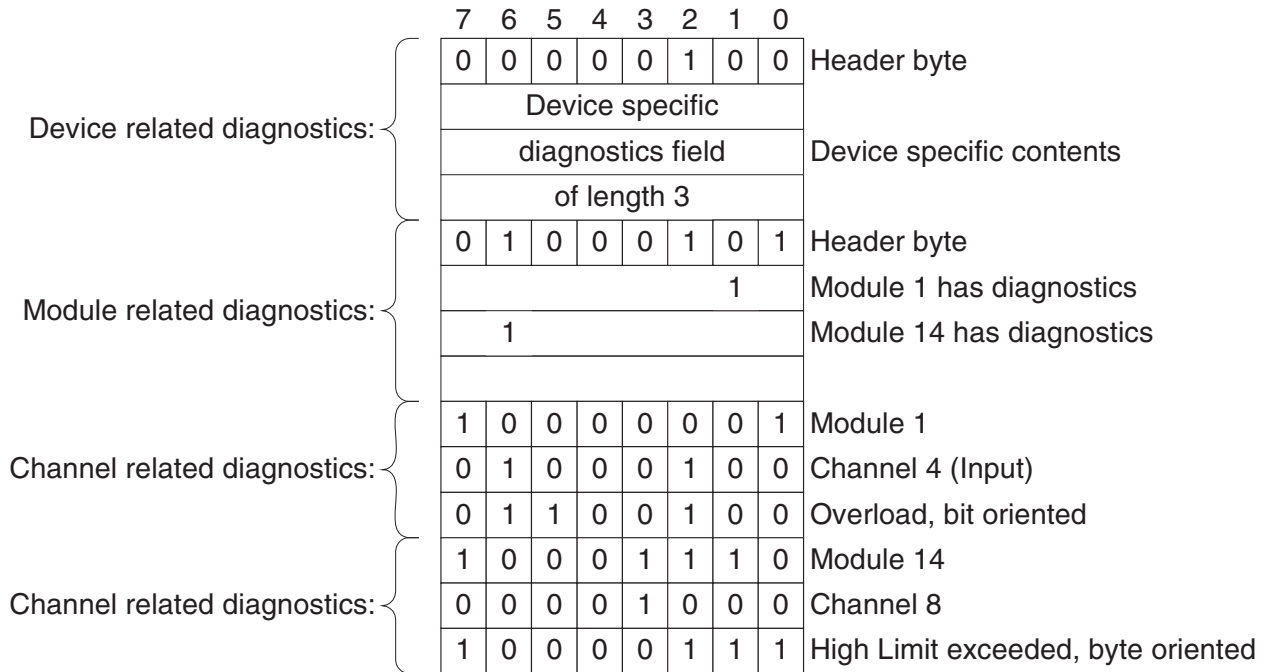 7 6 5 4 3 2 1 0
0 0 0 0 0 1 0 0 Header byte
Device specific
Device related diagnostics: diagnostics field Device specific contents
of length 3
0 1 0 0 0 1 0 1 Header byte
1 Module 1 has diagnostics
Module related diagnostics: 1 Module 14 has diagnostics
1 0 0 0 0 0 0 1 Module 1
Channel related diagnostics: 0 1 0 0 0 1 0 0 Channel 4 (Input)
0 1 1 0 0 1 0 0 Overload, bit oriented
1 0 0 0 1 1 1 0 Module 14
Channel related diagnostics: 0 0 0 0 1 0 0 0 Channel 8
1 0 0 0 0 1 1 1 High Limit exceeded, byte oriented